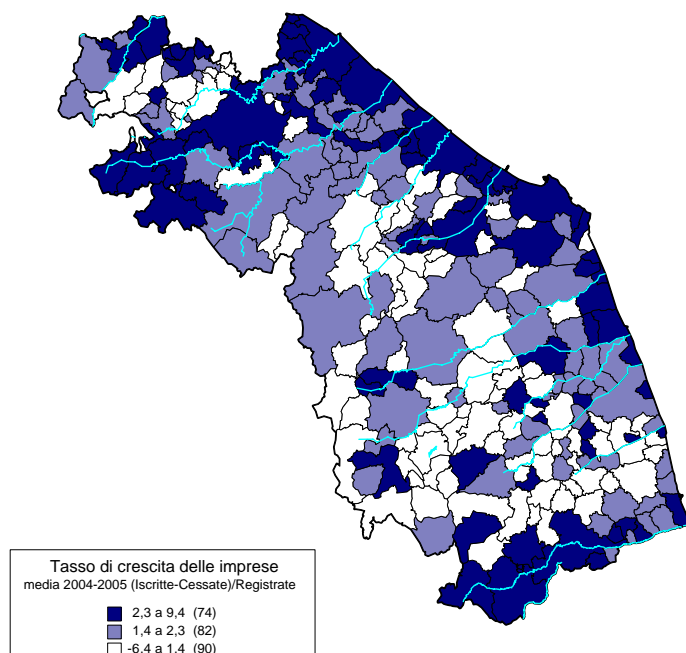 Tasso di crescita delle imprese
media 2004-2005 (Iscritte-Cessate)/Registrate
2,3 a 9,4 (74)
1,4 a 2,3 (82)
-6,4 a 1,4 (90)